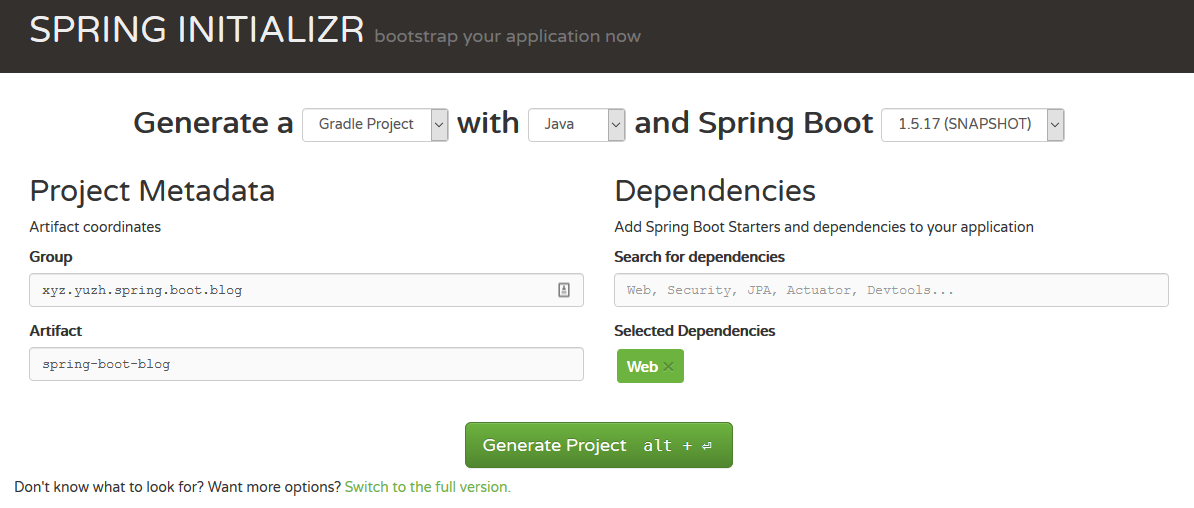 SPRING INITIALIZR bootstrap your application now
Generate a Gradle Project with Java and Spring Boot 1.5.17 (SNAPSHOT)
Project Metadata
Artifact coordinates
Group
xyz.yuzh.spring.boot.blog
Artifact
spring-boot-blog
Dependencies
Add Spring Boot Starters and dependencies to your application
Search for dependencies
Web, Security, JPA, Actuator, Devtools...
Selected Dependencies
Web ×
Generate Project alt + ⏎
Don't know what to look for? Want more options? Switch to the full version.